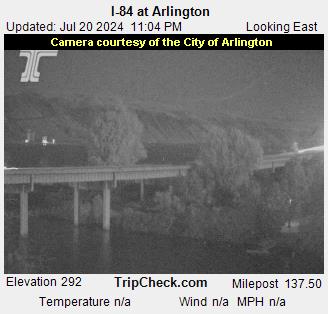 I-84 at Arlington
Updated: Jul 20 2024 11:04 PM Looking East
Camera courtesy of the City of Arlington
Elevation 292 TripCheck.com Milepost 137.50
Temperature n/a Wind n/a MPH n/a